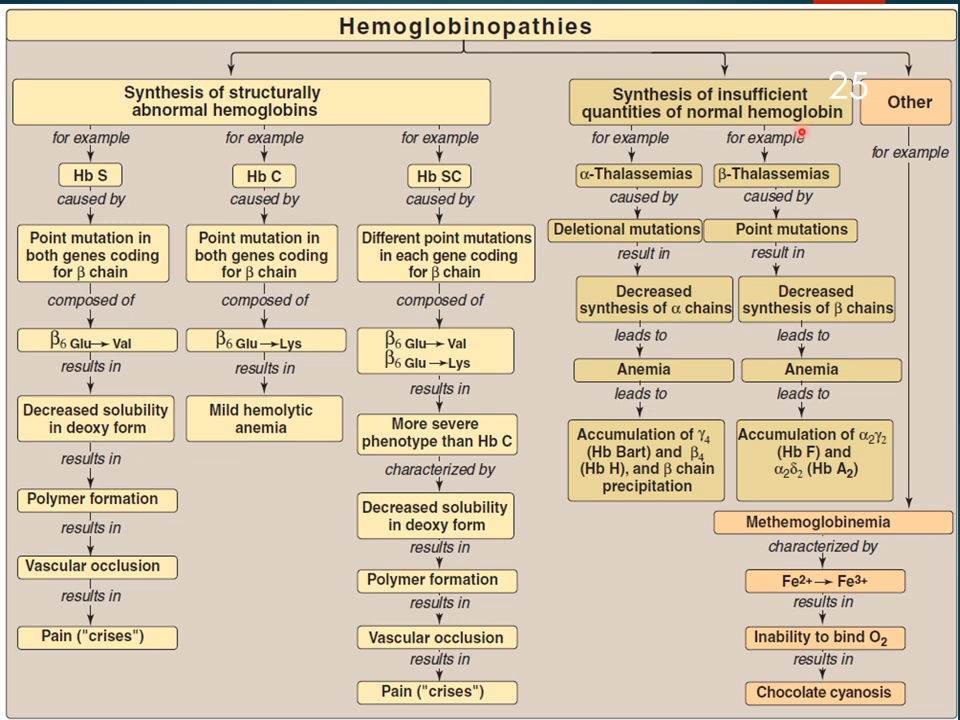 Hemoglobinopathies
25
Synthesis of structurally
abnormal hemoglobins
for example
Hb S
caused by
Point mutation in
both genes coding
for β chain
composed of
β6 Glu→ Val
results in
Decreased solubility
in deoxy form
results in
Polymer formation
results in
Vascular occlusion
results in
Pain ("crises")
for example
Hb C
caused by
Point mutation in
both genes coding
for β chain
composed of
β6 Glu→Lys
results in
Mild hemolytic
anemia
for example
Hb SC
caused by
Different point mutations
in each gene coding
for β chain
composed of
β6 Glu→ Val
β6 Glu→Lys
results in
More severe
phenotype than Hb C
characterized by
Decreased solubility
in deoxy form
results in
Polymer formation
results in
Vascular occlusion
results in
Pain ("crises")
Synthesis of insufficient
quantities of normal hemoglobin
for example
α-Thalassemias
caused by
Deletional mutations
result in
Decreased
synthesis of α chains
leads to
Anemia
leads to
Accumulation of γ4
(Hb Bart) and β4
(Hb H), and β chain
precipitation
for example
β-Thalassemias
caused by
Point mutations
result in
Decreased
synthesis of β chains
leads to
Anemia
leads to
Accumulation of α2γ2
(Hb F) and
α2δ2 (Hb A2)
Other
for example
Methemoglobinemia
characterized by
Fe2+→ Fe3+
results in
Inability to bind O2
results in
Chocolate cyanosis